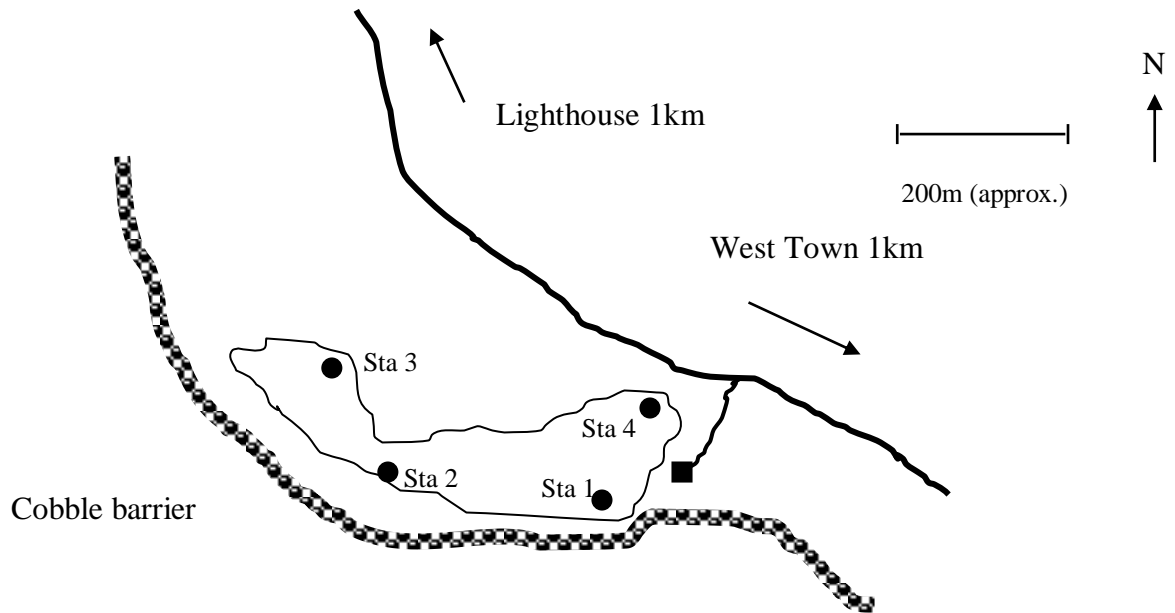 N
Lighthouse 1km
200m (approx.)
West Town 1km
Sta 3
Sta 4
Sta 2
Sta 1
Cobble barrier